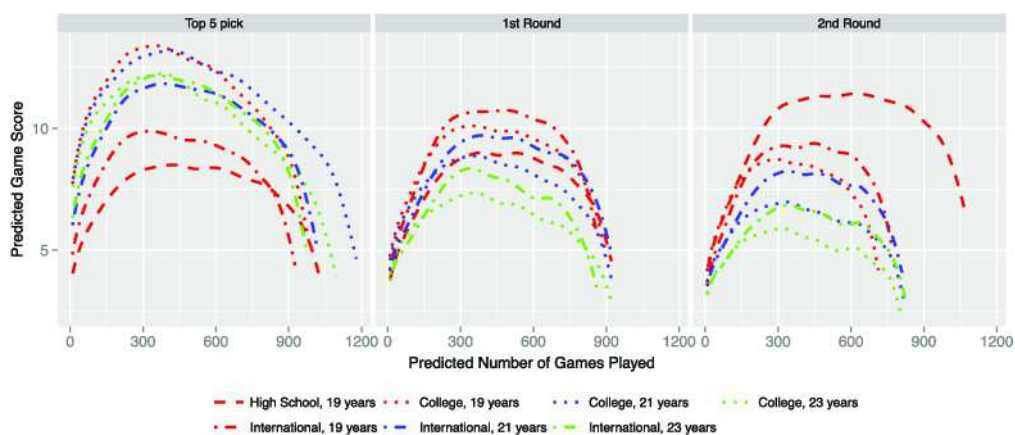 Top 5 pick 1st Round 2nd Round
Predicted Game Score
10
5
0 300 600 900 1200 0 300 600 900 1200 0 300 600 900 1200
Predicted Number of Games Played
High School, 19 years College, 19 years College, 21 years College, 23 years
International, 19 years International, 21 years International, 23 years